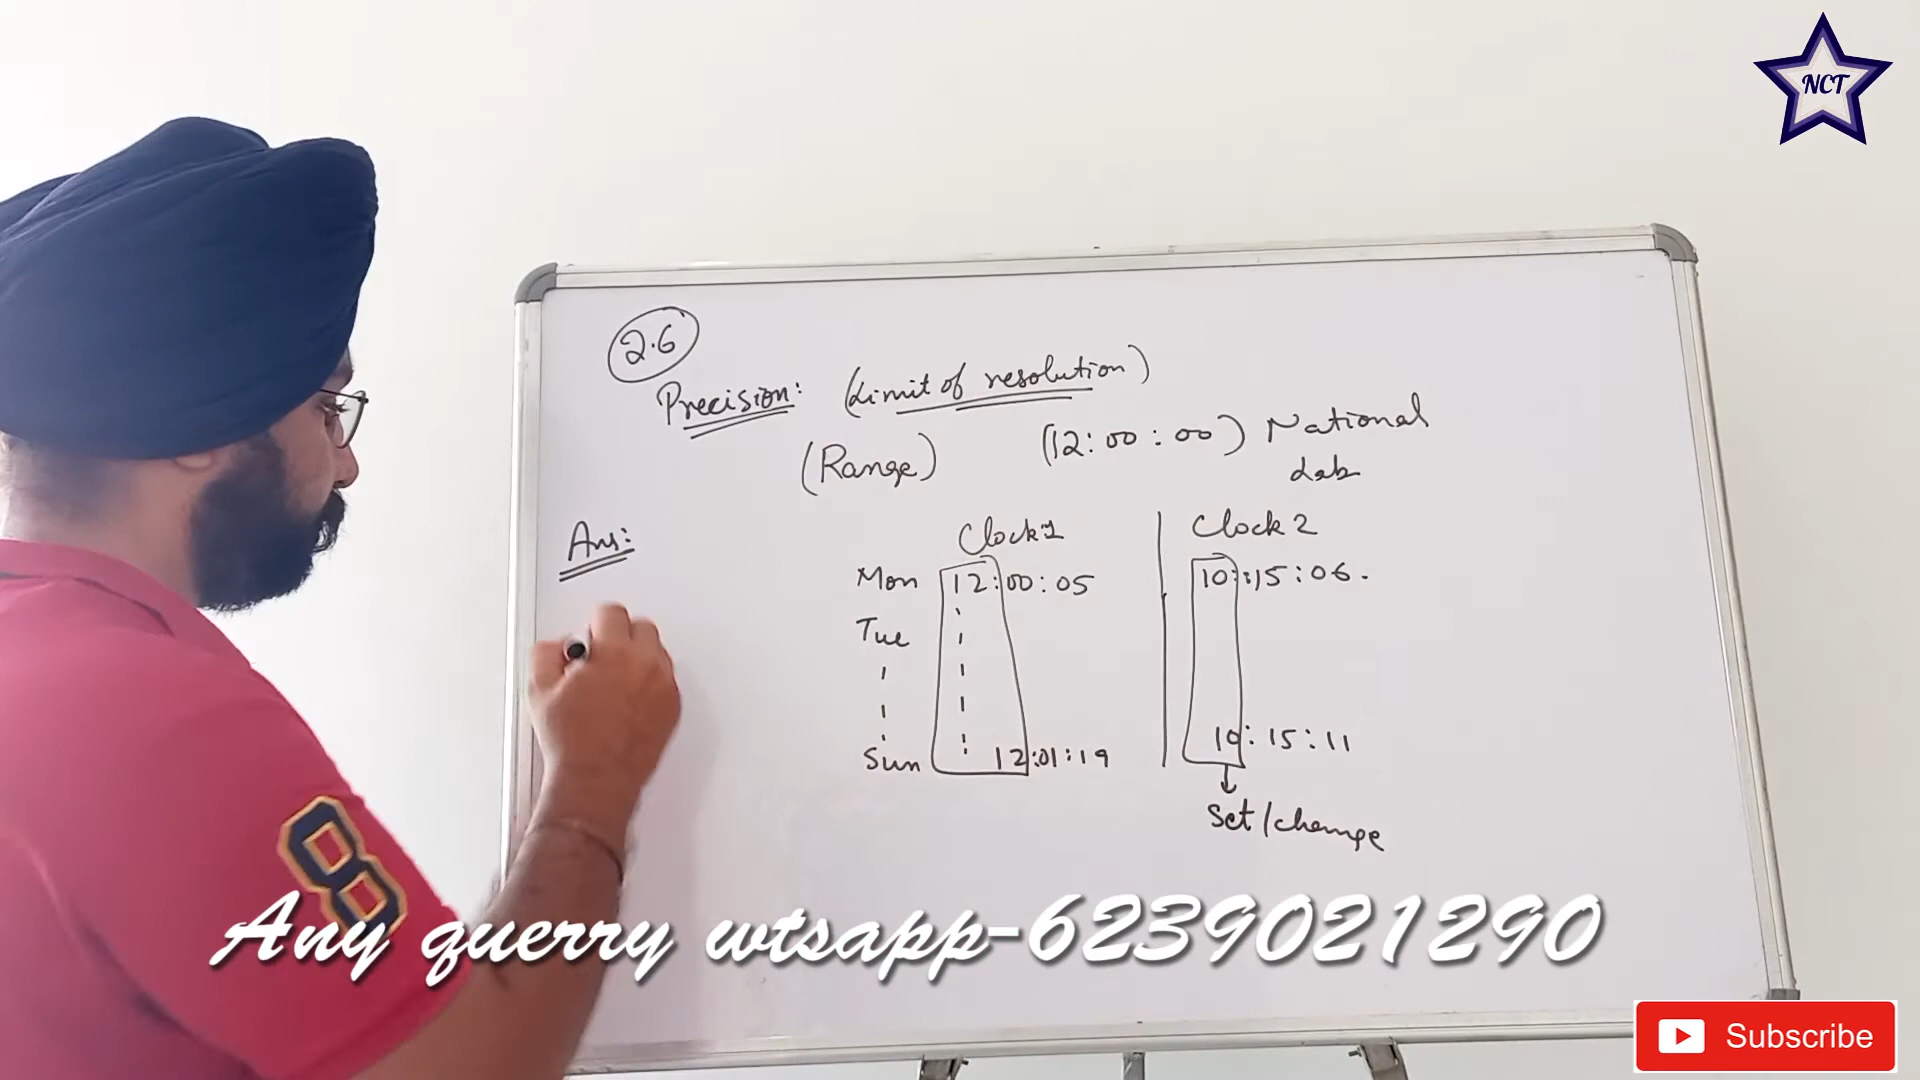 NCT
2.6
Precision: (Limit of resolution)
(Range) (12:00:00) National
Lab
Ans:
Clock 1 Clock 2
Mon 12:00:05 10:15:06.
Tue
Sun 12:01:19 10:15:11
Set/change
Any querry wtsapp-6239021290
Subscribe